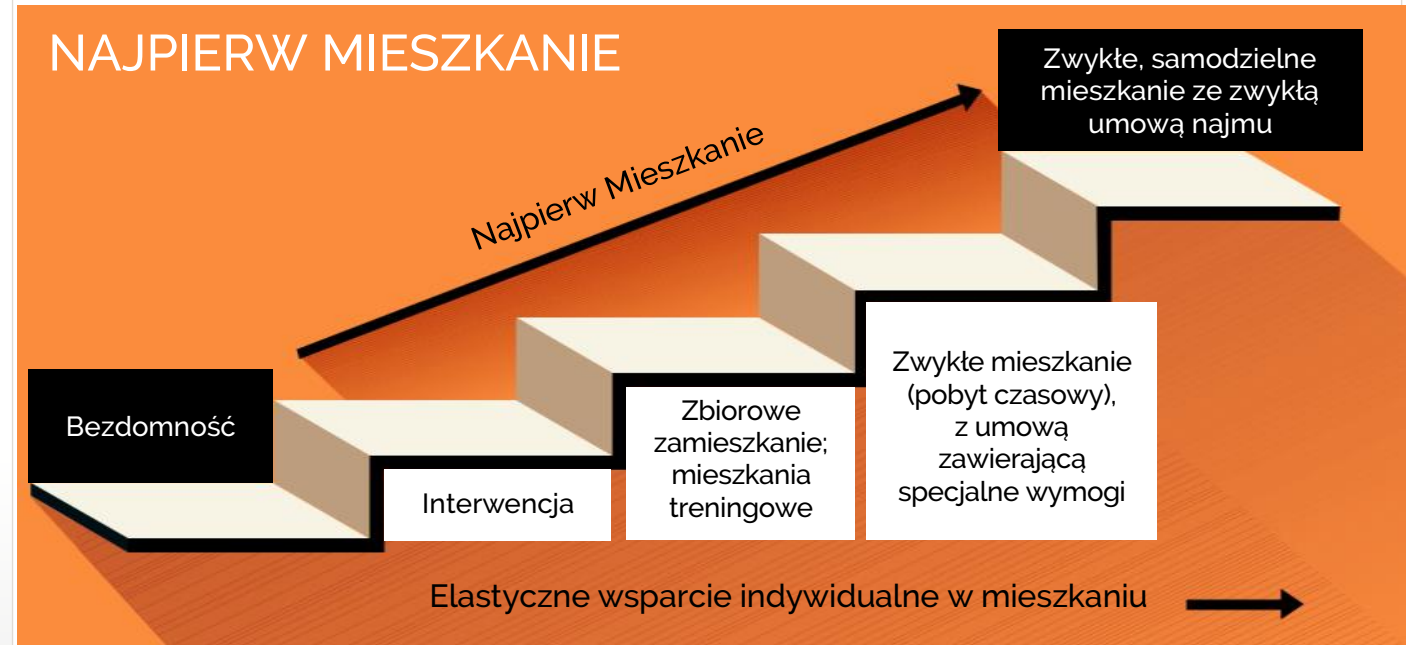 NAJPIERW MIESZKANIE
Zwykłe, samodzielne
mieszkanie ze zwykłą
umową najmu
Najpierw Mieszkanie
Bezdomność
Interwencja
Zbiorowe
zamieszkanie;
mieszkania
treningowe
Zwykłe mieszkanie
(pobyt czasowy),
z umową
zawierającą
specjalne wymogi
Elastyczne wsparcie indywidualne w mieszkaniu